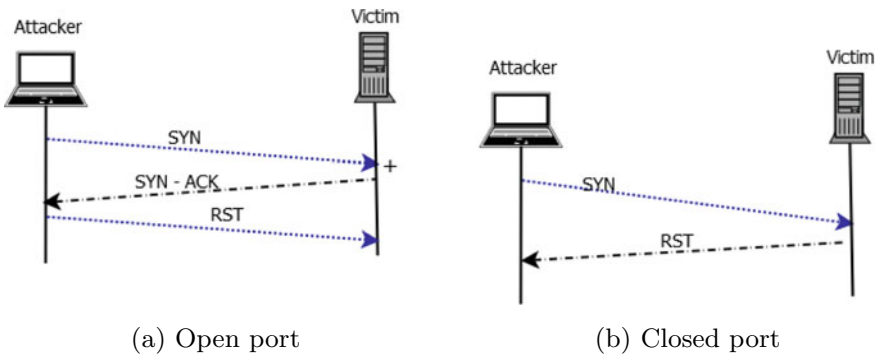 Attacker
Victim
SYN
+
SYN - ACK
RST
(a) Open port
Attacker
Victim
SYN
RST
(b) Closed port